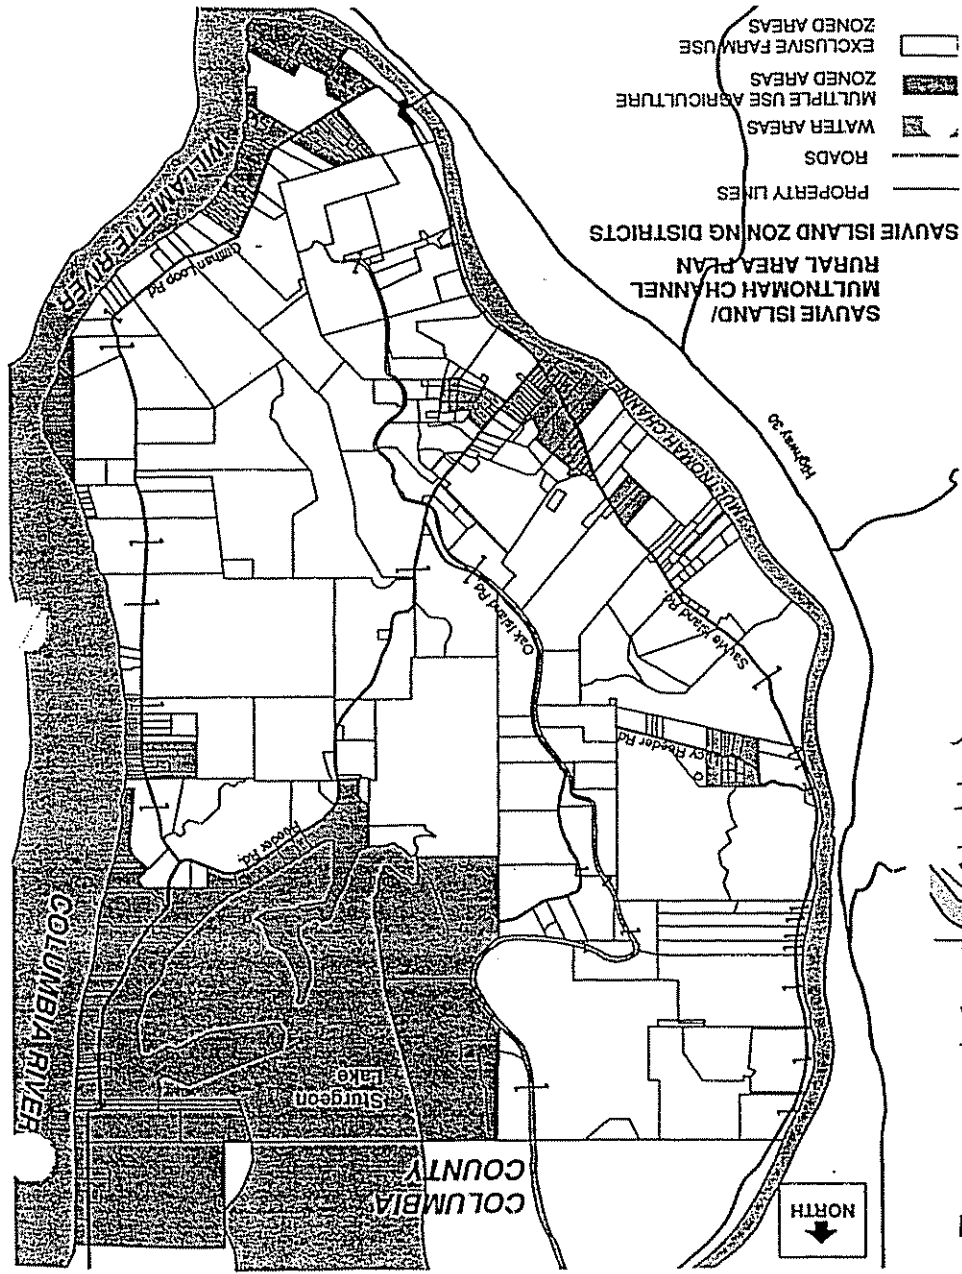 NORTH
COLUMBIA
COUNTY
Sturgeon
Lake
COLUMBIA RIVER
Reeder Rd.
Lucy Reeder Rd.
Sauvie Island Rd.
Oak Island Rd.
Highway 30
MULTNOMAH CHANNEL
Gillihan Loop Rd
WILLAMETTE RIVER
SAUVIE ISLAND/
MULTNOMAH CHANNEL
RURAL AREA PLAN
SAUVIE ISLAND ZONING DISTRICTS
PROPERTY LINES
ROADS
WATER AREAS
MULTIPLE USE AGRICULTURE
ZONED AREAS
EXCLUSIVE FARM USE
ZONED AREAS